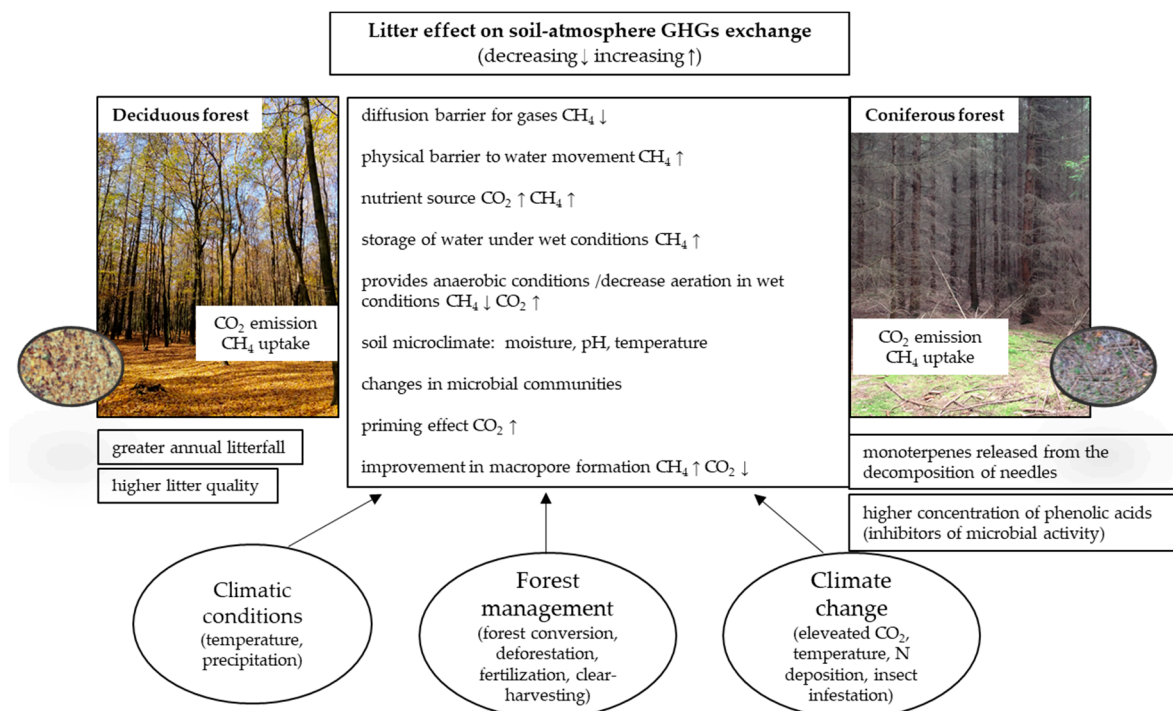 Litter effect on soil-atmosphere GHGs exchange
(decreasing ↓ increasing ↑)
Deciduous forest
CO₂ emission
CH₄ uptake
greater annual litterfall
higher litter quality
diffusion barrier for gases CH₄ ↓
physical barrier to water movement CH₄ ↑
nutrient source CO₂ ↑ CH₄ ↑
storage of water under wet conditions CH₄ ↑
provides anaerobic conditions /decrease aeration in wet
conditions CH₄ ↓ CO₂ ↑
soil microclimate: moisture, pH, temperature
changes in microbial communities
priming effect CO₂ ↑
improvement in macropore formation CH₄ ↑ CO₂ ↓
Coniferous forest
CO₂ emission
CH₄ uptake
monoterpenes released from the
decomposition of needles
higher concentration of phenolic acids
(inhibitors of microbial activity)
Climatic
conditions
(temperature,
precipitation)
Forest
management
(forest conversion,
deforestation,
fertilization, clear-
harvesting)
Climate
change
(eleveated CO₂,
temperature, N
deposition, insect
infestation)